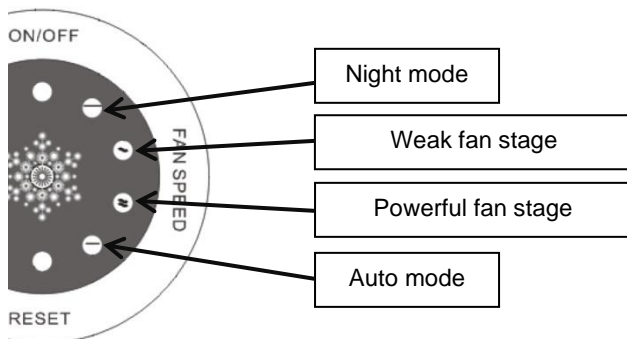 ON/OFF
Night mode
Weak fan stage
FAN SPEED
Powerful fan stage
Auto mode
RESET